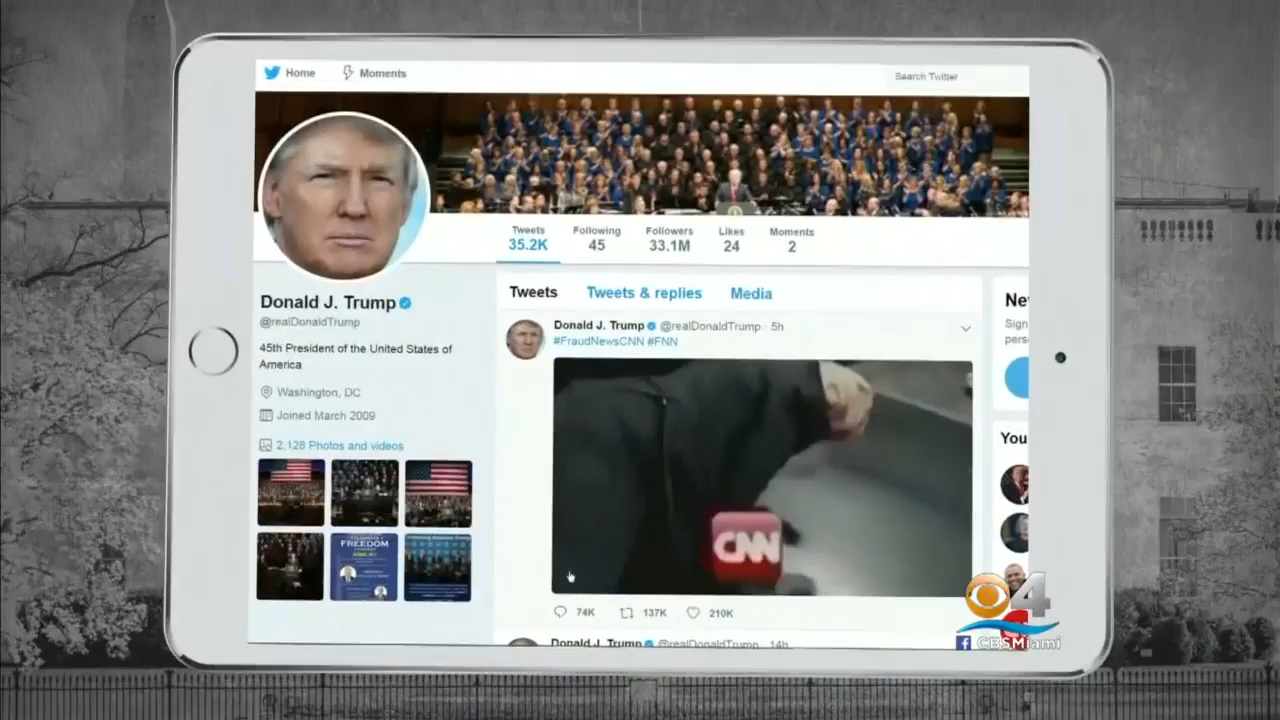 Home
Moments
Search Twitter
Tweets
35.2K
Following
45
Followers
33.1M
Likes
24
Moments
2
Donald J. Trump
@realDonaldTrump
45th President of the United States of
America
Washington, DC
Joined March 2009
2,128 Photos and videos
FREEDOM
Tweets
Tweets & replies
Media
Donald J. Trump @realDonaldTrump · 5h
#FraudNewsCNN #FNN
CNN
74K
137K
210K
Donald J. Trump @realDonaldTrump · 14h
Sign
You
4
CBSMiami